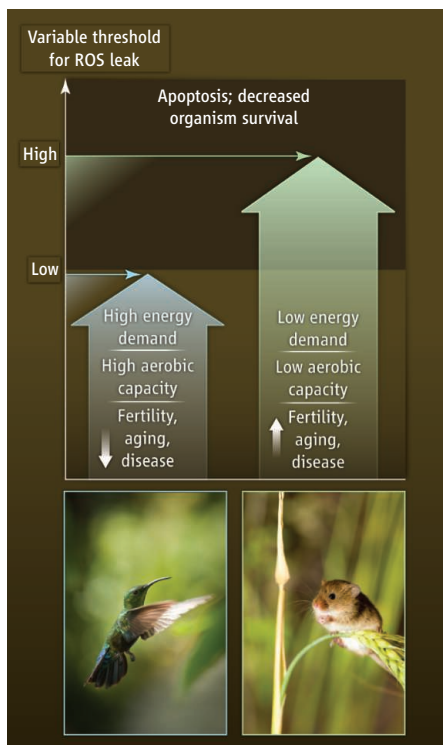 Variable threshold
for ROS leak
Apoptosis; decreased
organism survival
High
Low
High energy
demand
High aerobic
capacity
Fertility,
aging,
disease
Low energy
demand
Low aerobic
capacity
Fertility,
aging,
disease